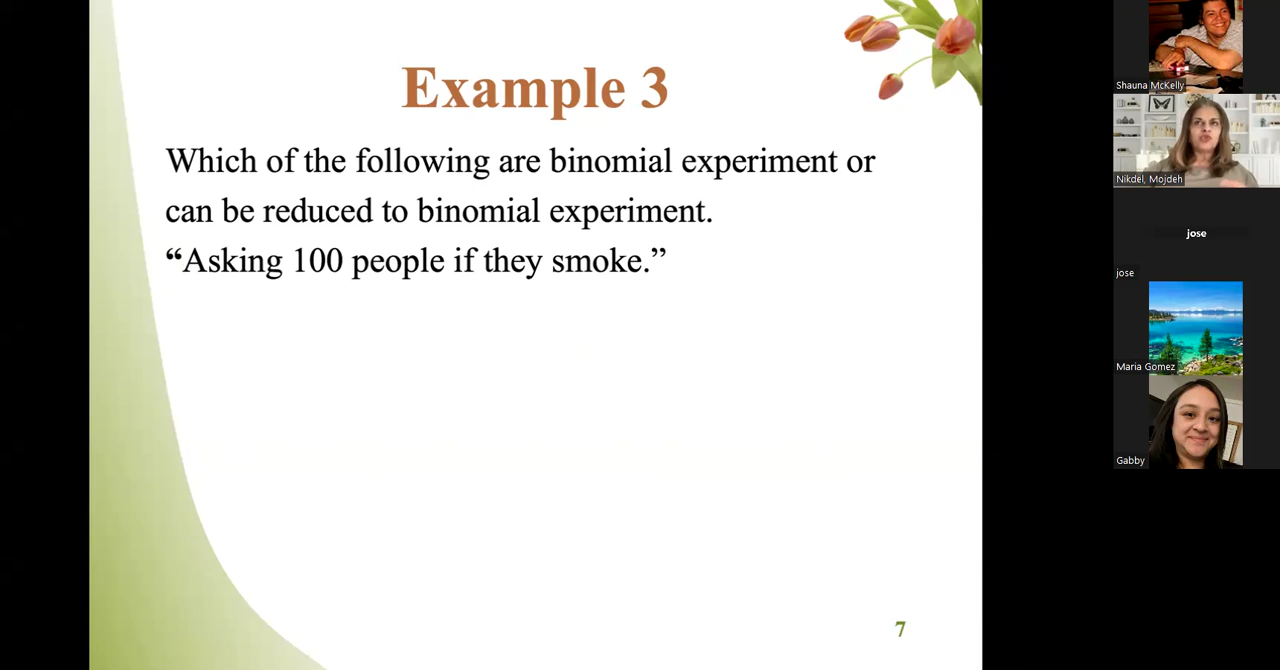 Example 3
Which of the following are binomial experiment or
can be reduced to binomial experiment.
“Asking 100 people if they smoke.”
7
Shauna McKelly
Nikdel, Mojdeh
jose
jose
Maria Gomez
Gabby